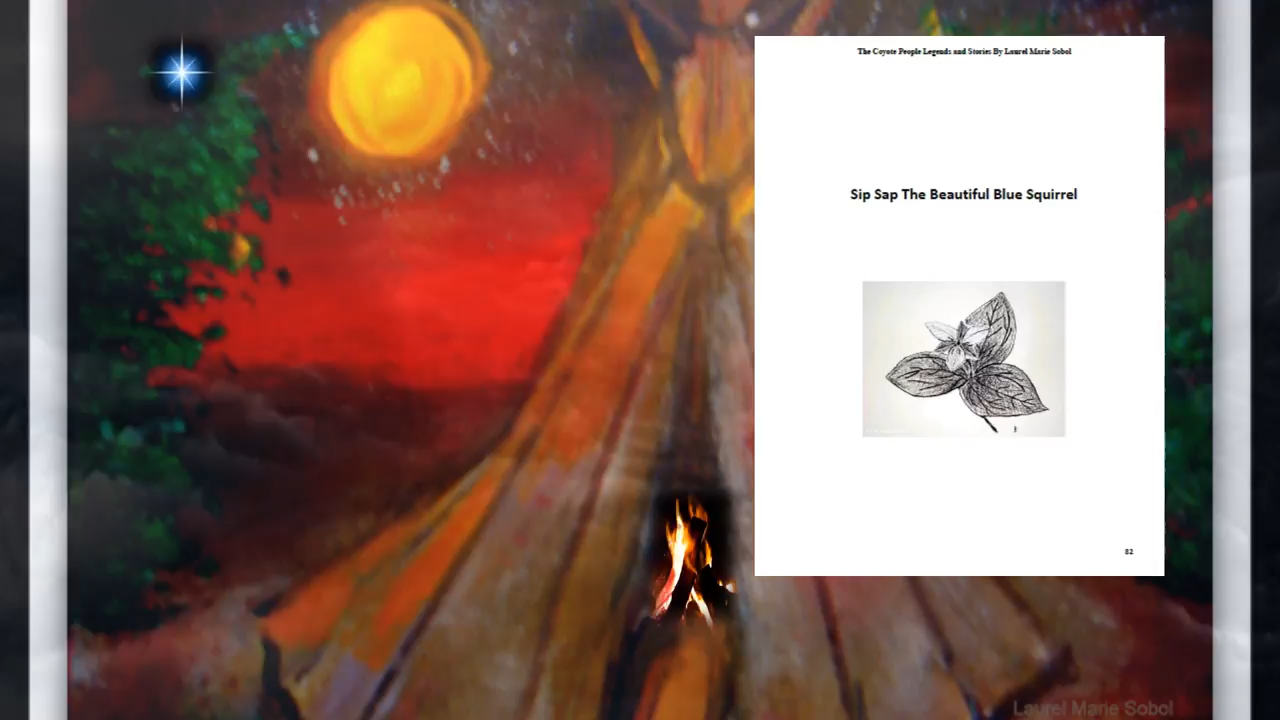 The Coyote People Legends and Stories By Laurel Marie Sobol
Sip Sap The Beautiful Blue Squirrel
82
Laurel Marie Sobol